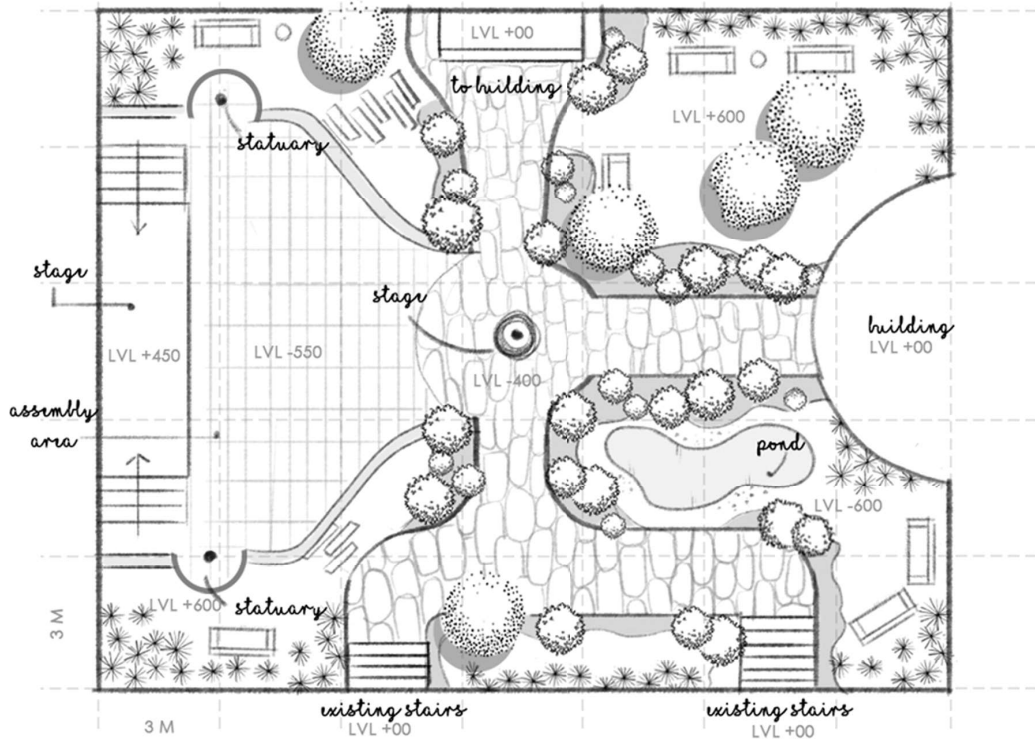 LVL +00
to building
LVL +600
statuary
stage
stage
building
LVL +00
LVL +450
LVL -550
LVL -400
assembly
area
pond
LVL -600
LVL +600
statuary
3 M
3 M
existing stairs
LVL +00
existing stairs
LVL +00